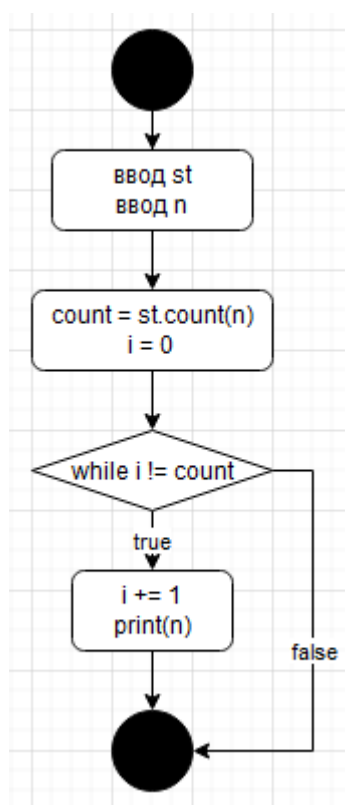 ввод st
ввод n
count = st.count(n)
i = 0
while i != count
true
i += 1
print(n)
false